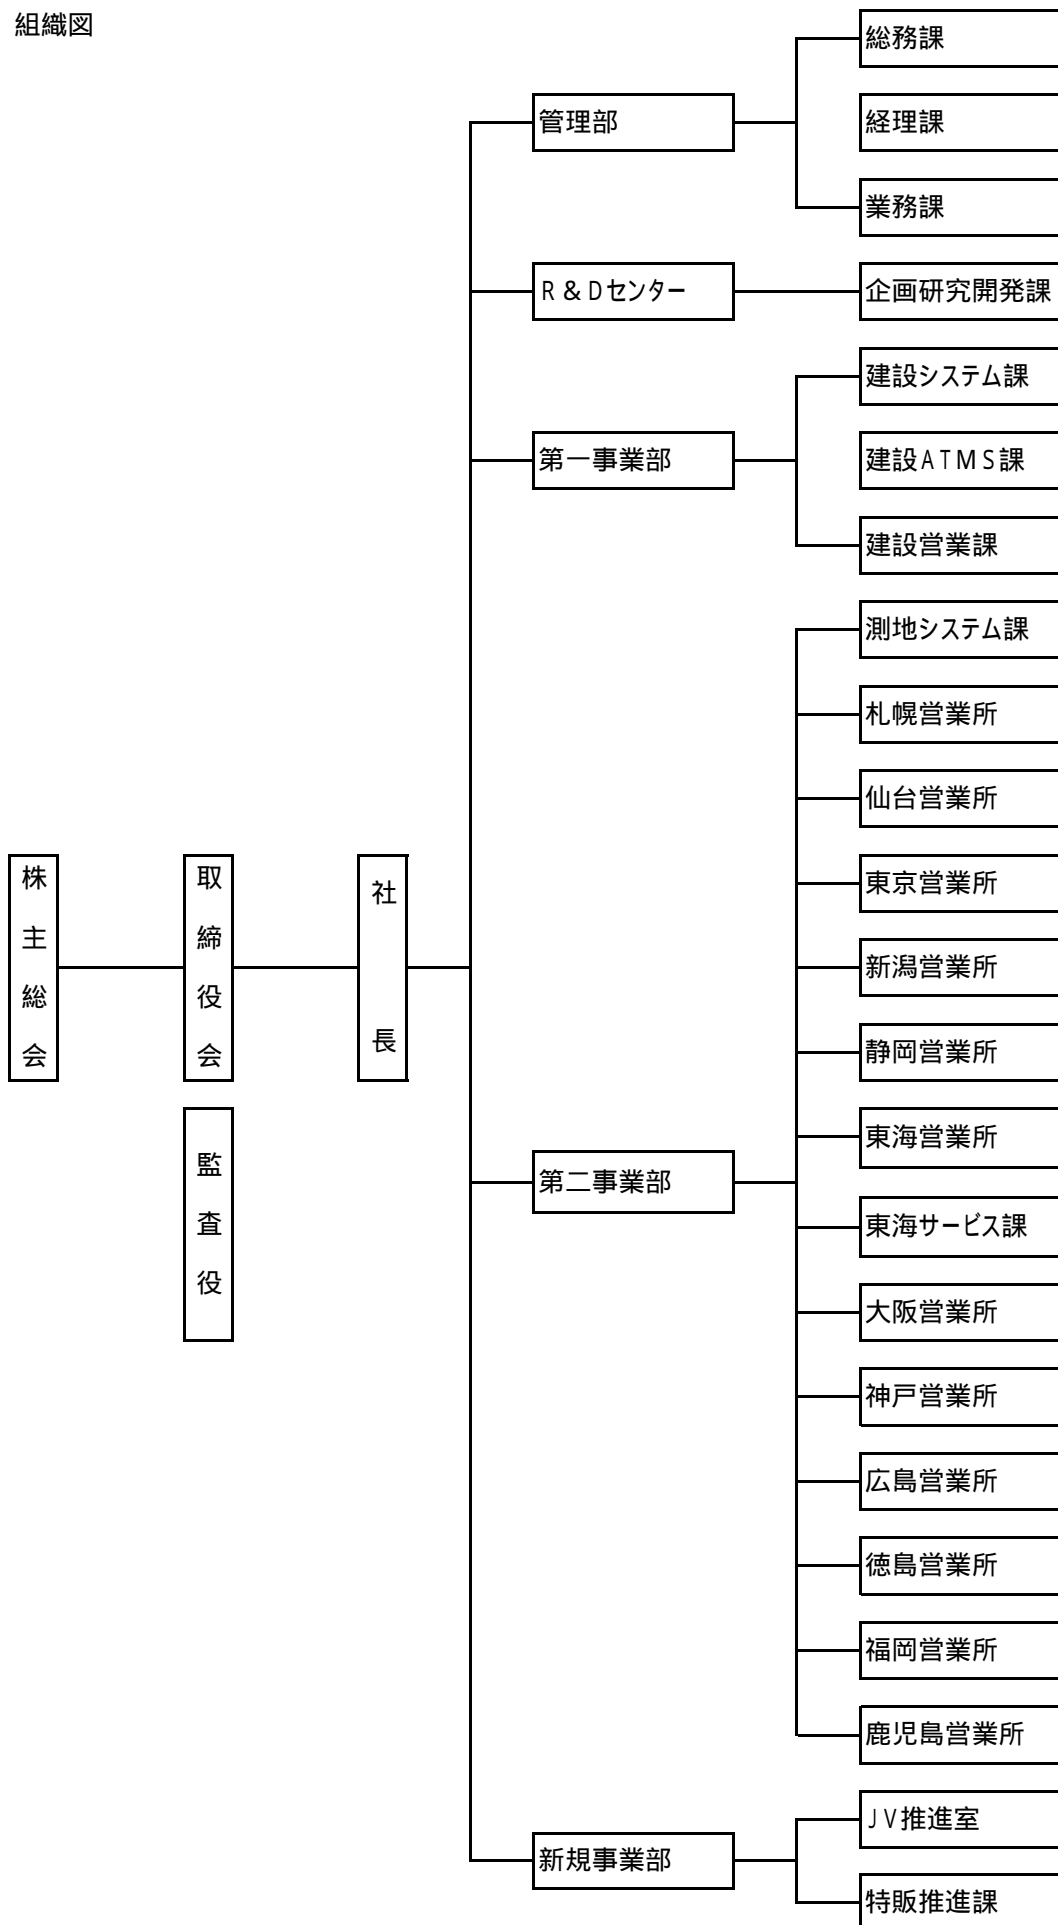 組織図
株主総会
取締役会
監査役
社長
管理部
総務課
経理課
業務課
R&Dセンター
企画研究開発課
第一事業部
建設システム課
建設ATMS課
建設営業課
第二事業部
測地システム課
札幌営業所
仙台営業所
東京営業所
新潟営業所
静岡営業所
東海営業所
東海サービス課
大阪営業所
神戸営業所
広島営業所
徳島営業所
福岡営業所
鹿児島営業所
新規事業部
JV推進室
特販推進課